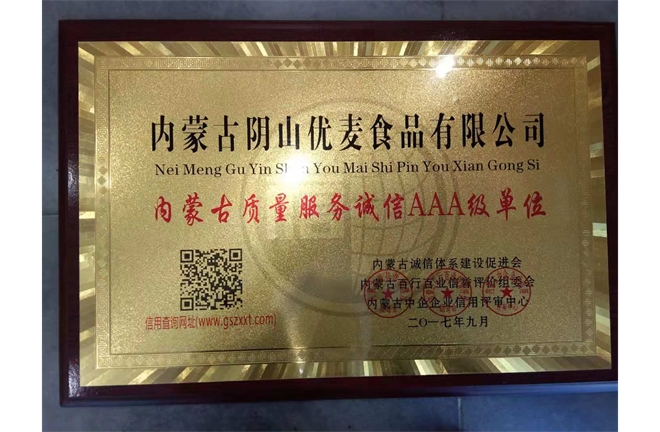 内蒙古阴山优麦食品有限公司
Nei Meng Gu Yin Shan You Mai Shi Pin You Xian Gong Si
内蒙古质量服务诚信AAA级单位
内蒙古诚信体系建设促进会
内蒙古百行百业信誉评价组委会
内蒙古中企企业信用评审中心
二〇一七年九月
信用查询网址(www.gszxxt.com)